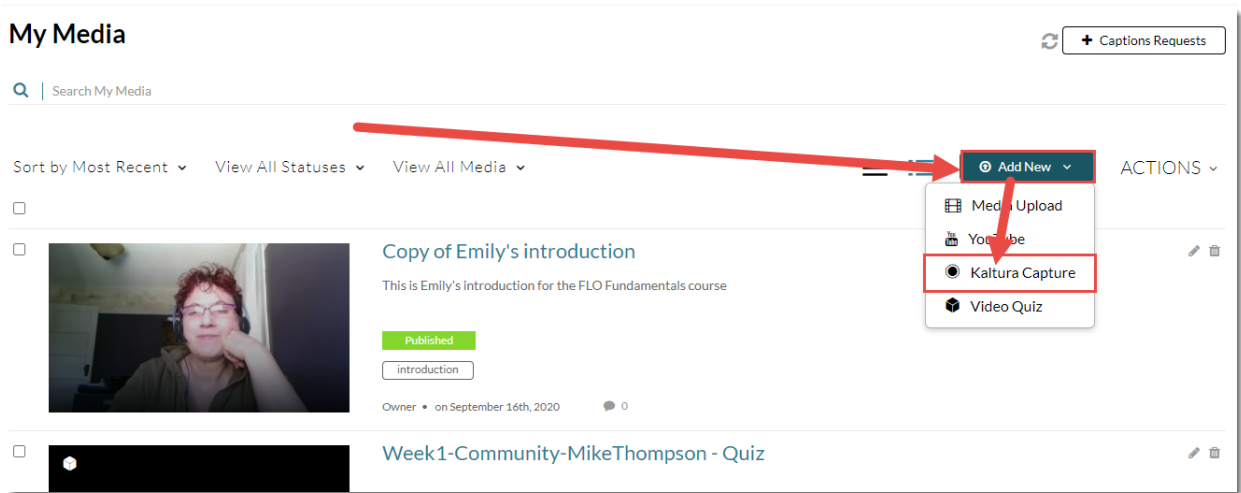 My Media
+ Captions Requests
Search My Media
Sort by Most Recent View All Statuses View All Media Add New ACTIONS
Media Upload
YouTube
Kaltura Capture
Video Quiz
Copy of Emily's introduction
This is Emily's introduction for the FLO Fundamentals course
Published
introduction
Owner • on September 16th, 2020 0
Week1-Community-MikeThompson - Quiz